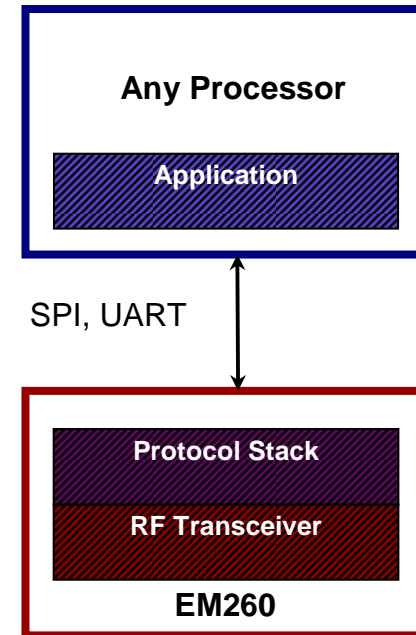 Any Processor
Application
SPI, UART
Protocol Stack
RF Transceiver
EM260